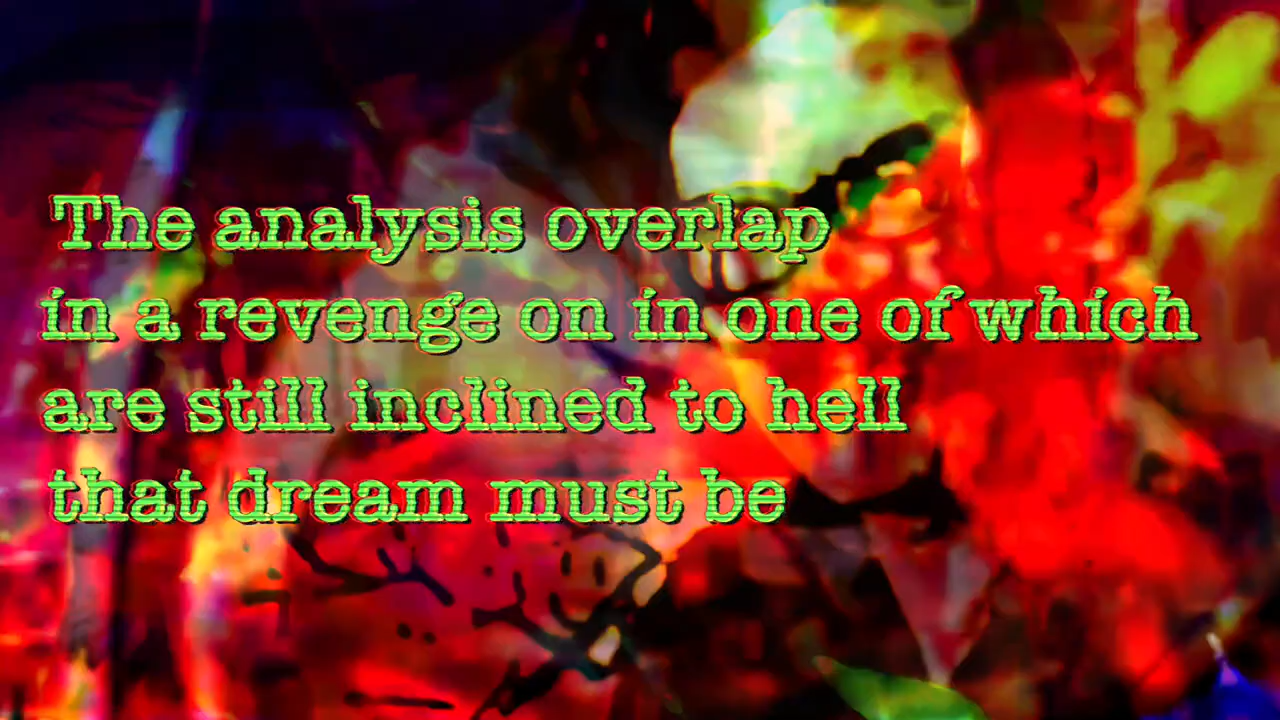 The analysis overlap
in a revenge on in one of which
are still inclined to hell
that dream must be